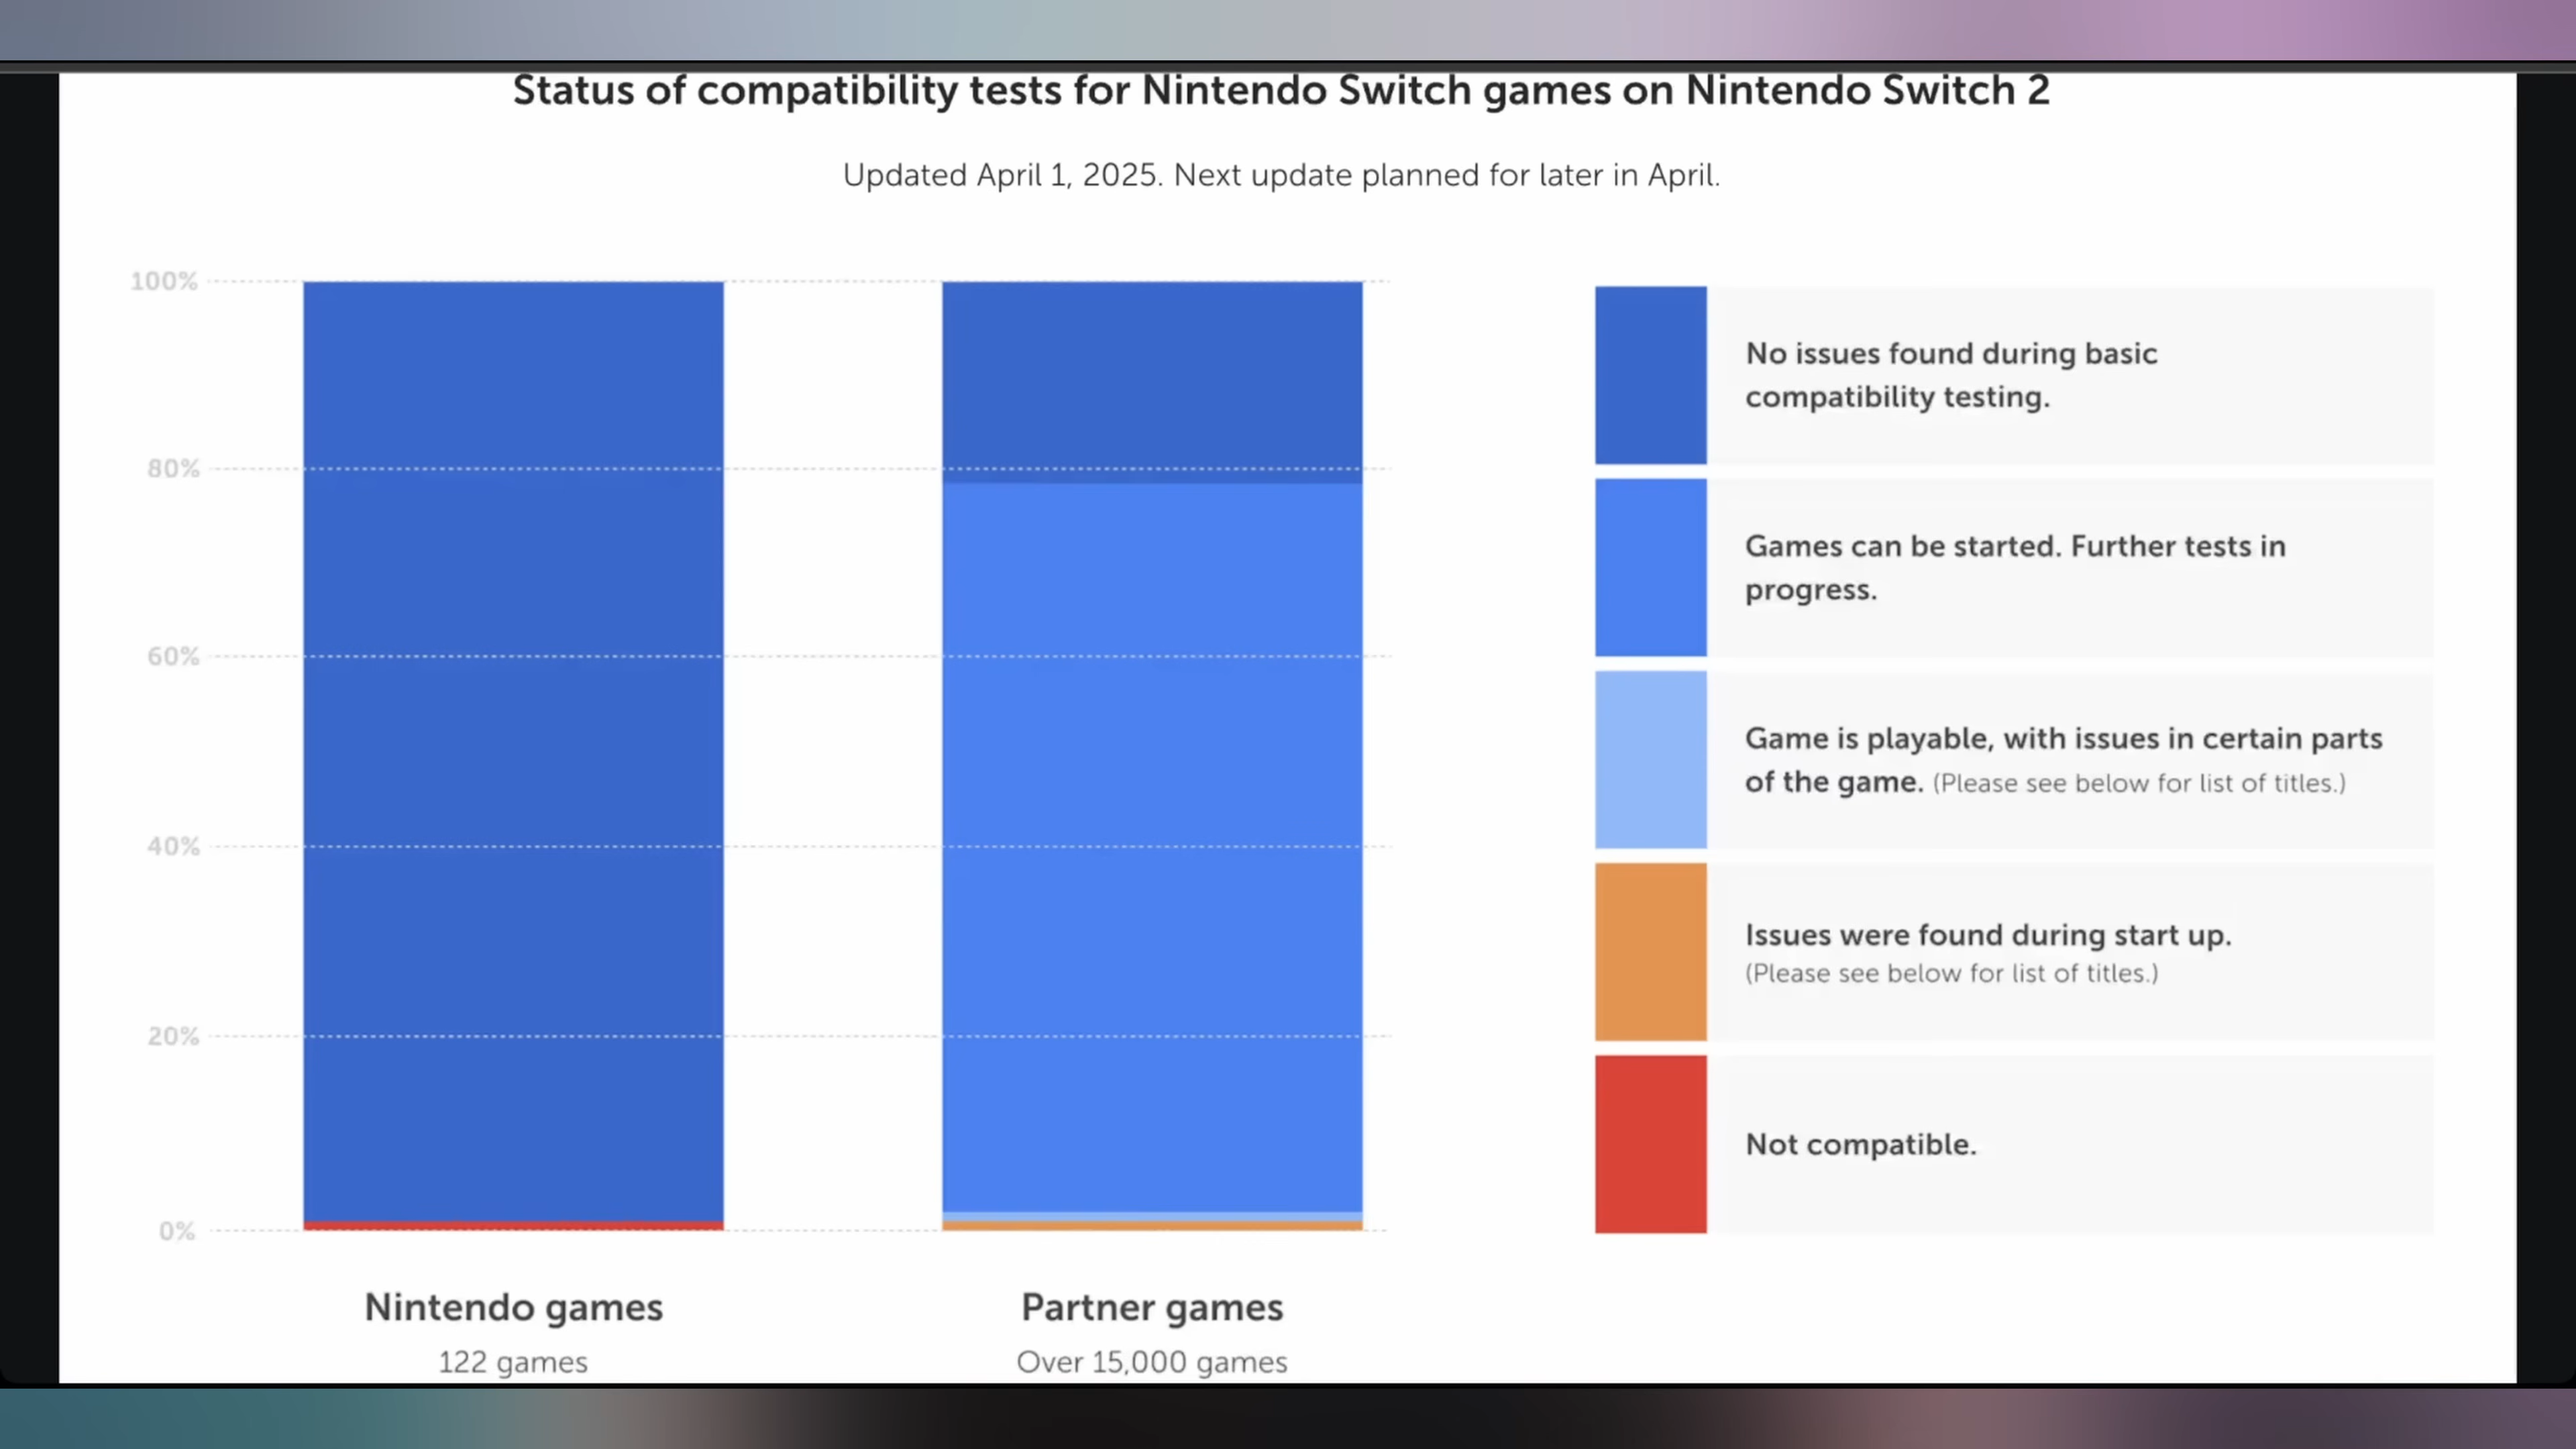 Status of compatibility tests for Nintendo Switch games on Nintendo Switch 2
Updated April 1, 2025. Next update planned for later in April.
100%
80%
60%
40%
20%
0%
Nintendo games
122 games
Partner games
Over 15,000 games
No issues found during basic
compatibility testing.
Games can be started. Further tests in
progress.
Game is playable, with issues in certain parts
of the game. (Please see below for list of titles.)
Issues were found during start up.
(Please see below for list of titles.)
Not compatible.